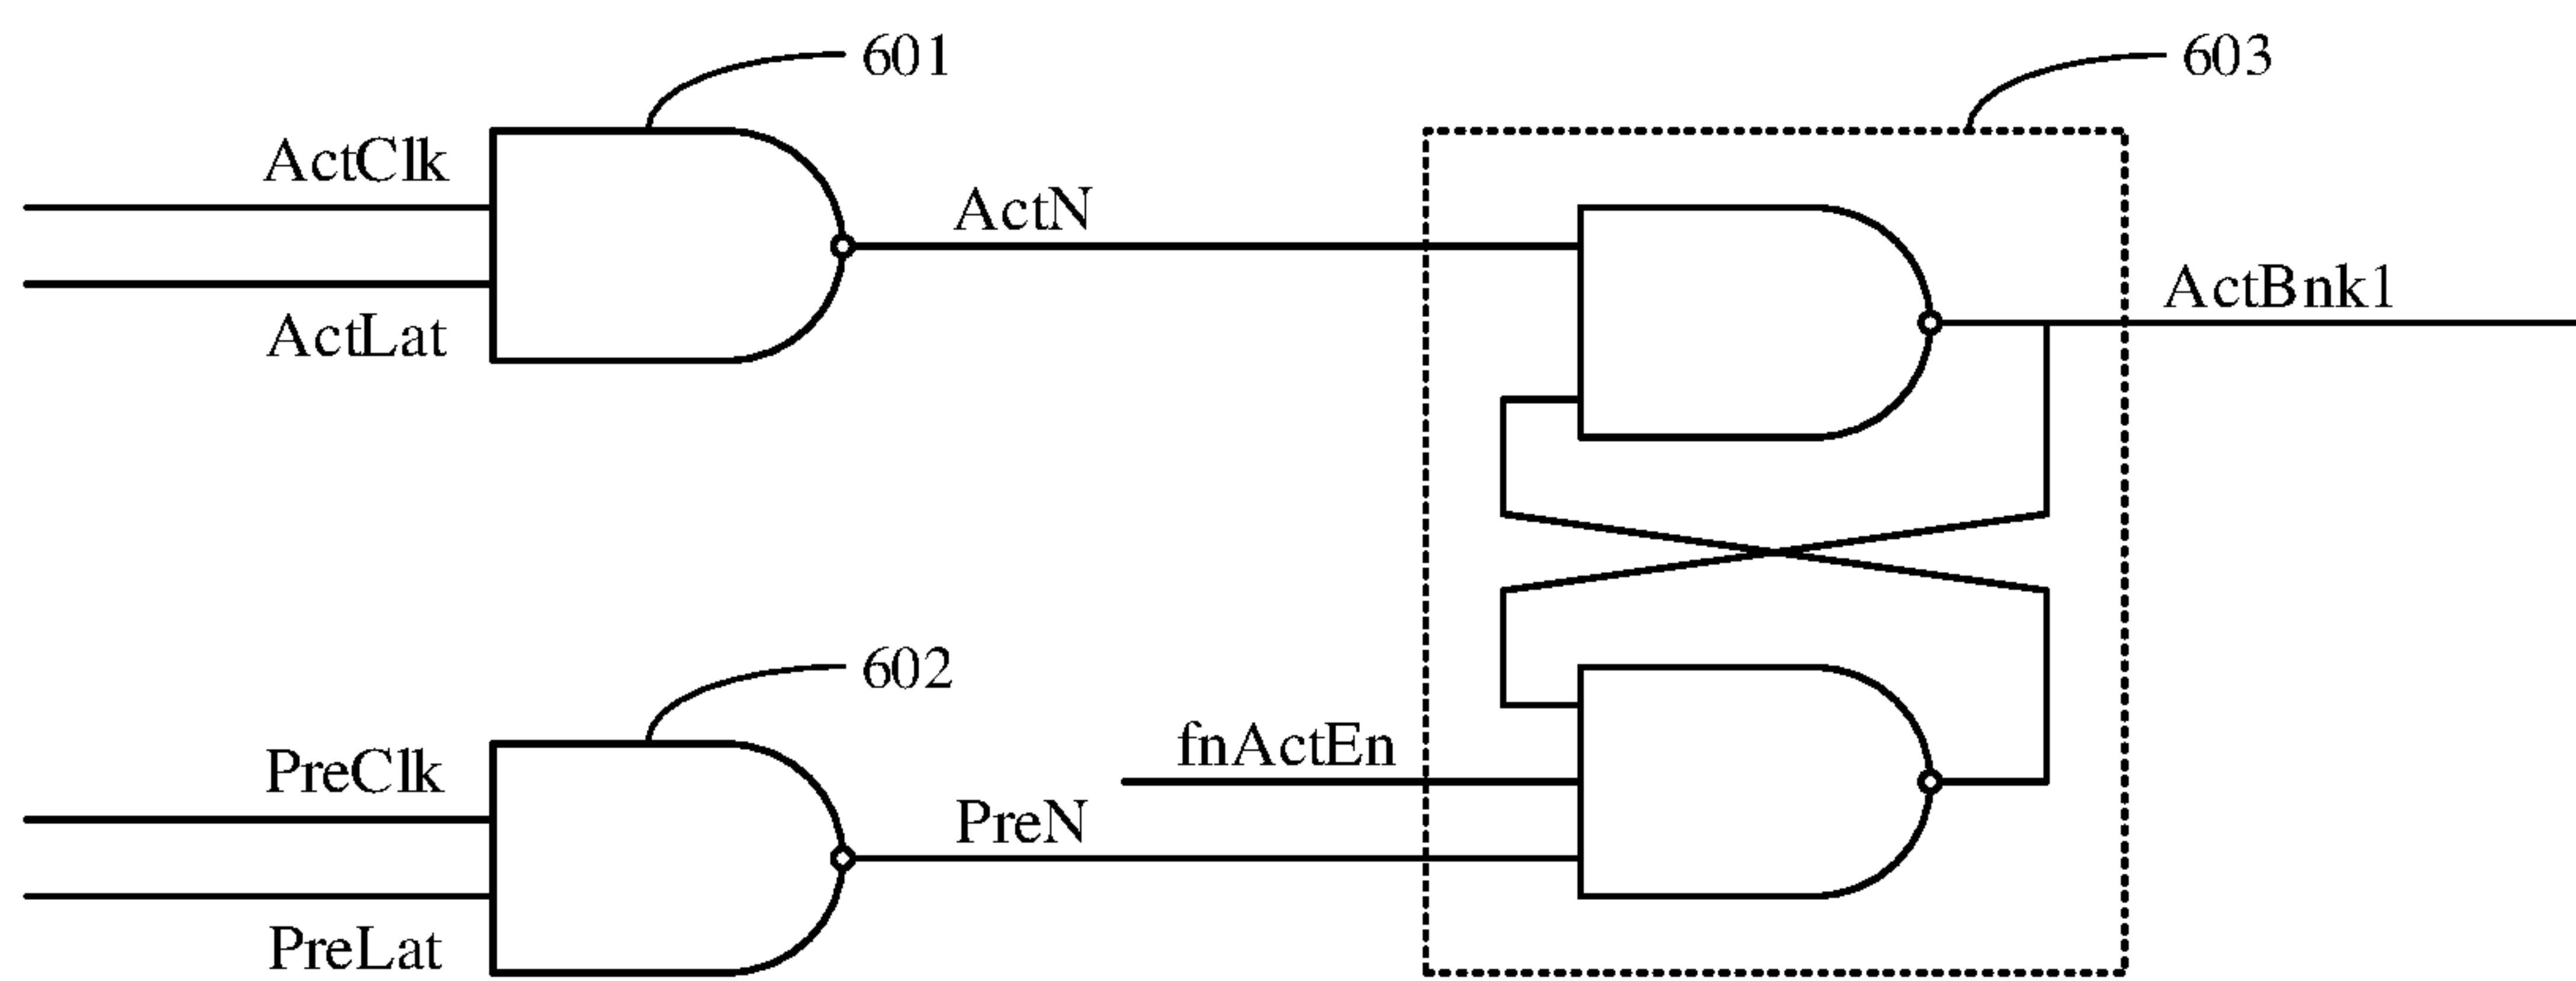 601
603
ActClk
ActN
ActLat
ActBnk1
602
PreClk
fnActEn
PreN
PreLat